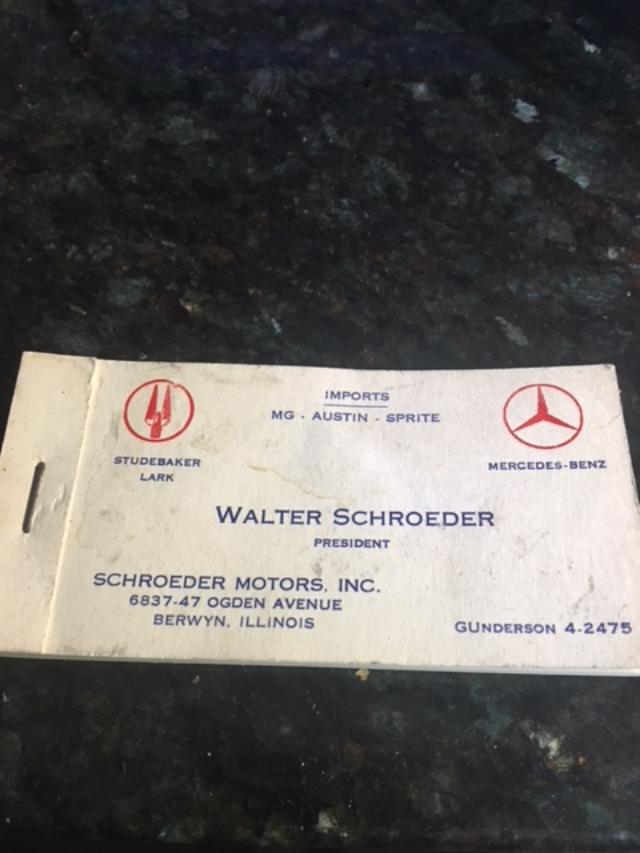 IMPORTS
MG - AUSTIN - SPRITE
STUDEBAKER
LARK
MERCEDES-BENZ
WALTER SCHROEDER
PRESIDENT
SCHROEDER MOTORS, INC.
6837-47 OGDEN AVENUE
BERWYN, ILLINOIS
GUNDERSON 4-2475